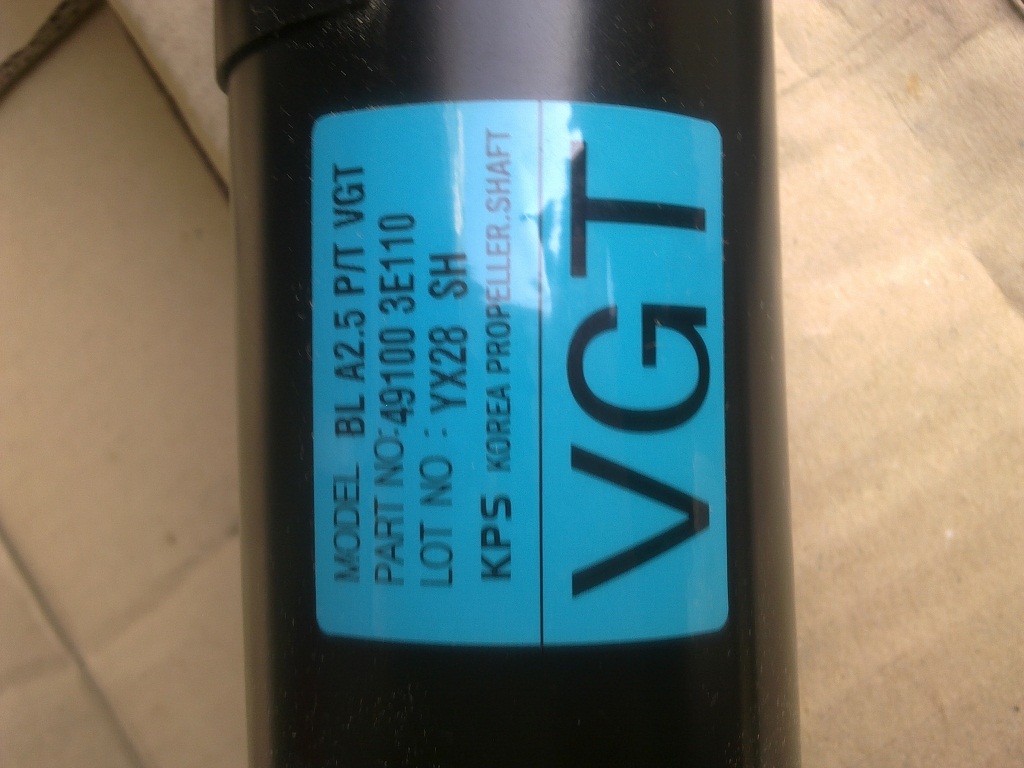 MODEL BL A2.5 P/T VGT
PART NO:49100 3E110
LOT NO : YX28 SH
KPS KOREA PROPELLER.SHAFT
VGT